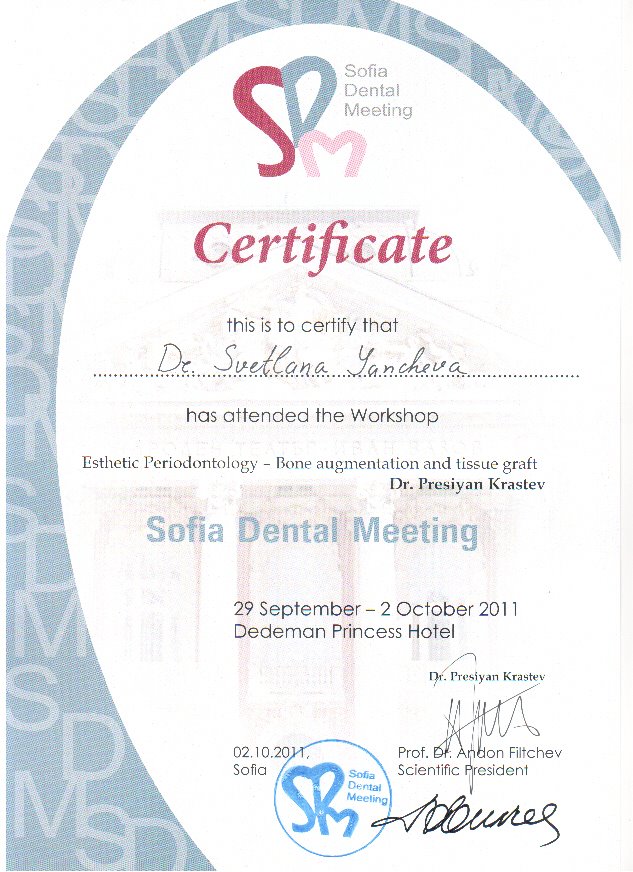 Sofia
Dental
Meeting
Certificate
this is to certify that
Dr. Svetlana Yancheva
has attended the Workshop
Esthetic Periodontology – Bone augmentation and tissue graft
Dr. Presiyan Krastev
Sofia Dental Meeting
29 September – 2 October 2011
Dedeman Princess Hotel
Dr. Presiyan Krastev
02.10.2011,
Sofia
Prof. Dr. Andon Filtchev
Scientific President
Sofia
Dental
Meeting